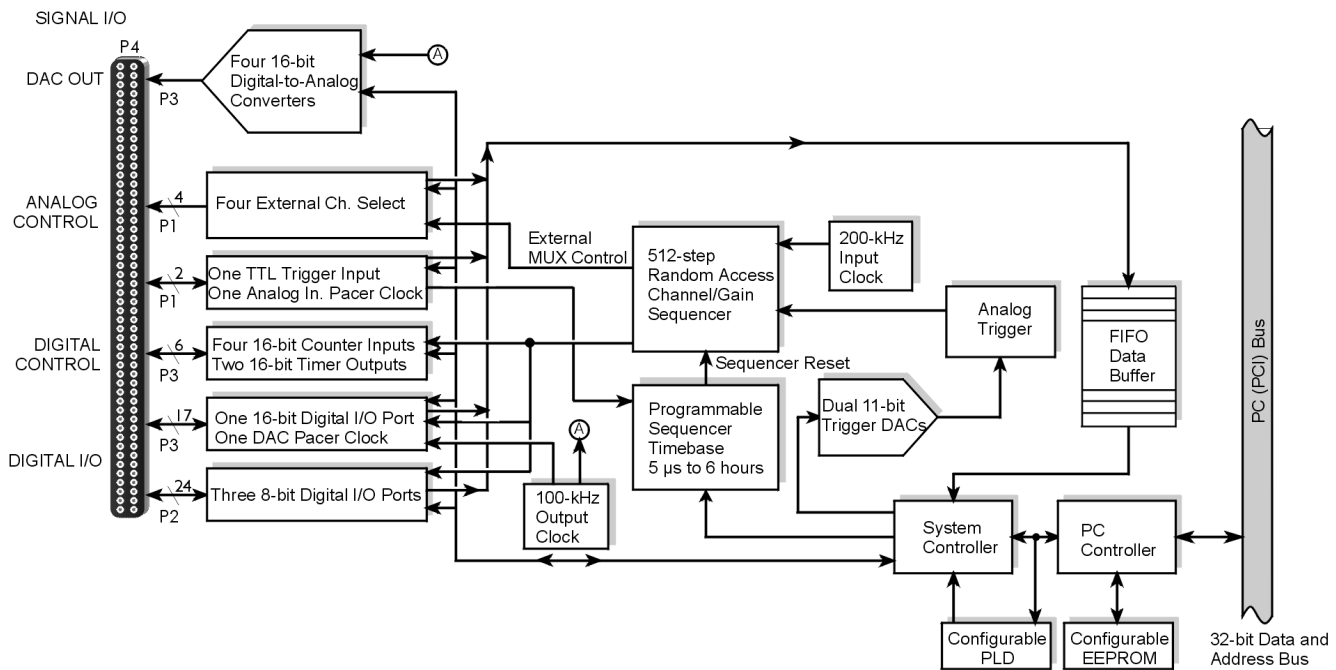 SIGNAL I/O
P4
DAC OUT
P3
Four 16-bit
Digital-to-Analog
Converters
A
ANALOG
CONTROL
4
P1
Four External Ch. Select
2
P1
One TTL Trigger Input
One Analog In. Pacer Clock
DIGITAL
CONTROL
6
P3
Four 16-bit Counter Inputs
Two 16-bit Timer Outputs
17
P3
One 16-bit Digital I/O Port
One DAC Pacer Clock
DIGITAL I/O
24
P2
Three 8-bit Digital I/O Ports
A
100-kHz
Output
Clock
External
MUX Control
512-step
Random Access
Channel/Gain
Sequencer
200-kHz
Input
Clock
Analog
Trigger
Sequencer Reset
Programmable
Sequencer
Timebase
5 µs to 6 hours
Dual 11-bit
Trigger DACs
FIFO
Data
Buffer
System
Controller
PC
Controller
Configurable
PLD
Configurable
EEPROM
PC (PCI) Bus
32-bit Data and
Address Bus